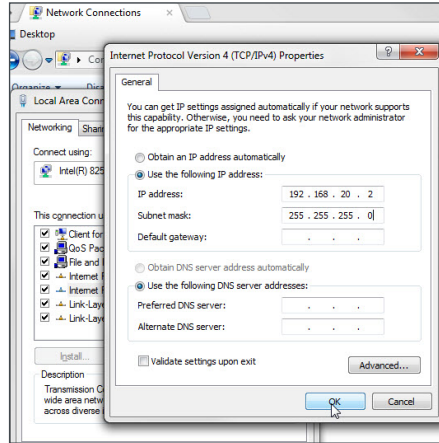 Network Connections
Desktop
Internet Protocol Version 4 (TCP/IPv4) Properties
Local Area Conn
General
Networking
Connect using:
Intel(R) 825
This connection u
Client for
QoS Pac
File and
Internet
Internet
Link-Laye
Link-Laye
Install...
Description
Transmission C
wide area netw
across diverse
You can get IP settings assigned automatically if your network supports
this capability. Otherwise, you need to ask your network administrator
for the appropriate IP settings.
Obtain an IP address automatically
Use the following IP address:
IP address: 192 . 168 . 20 . 2
Subnet mask: 255 . 255 . 255 . 0
Default gateway: . . .
Obtain DNS server address automatically
Use the following DNS server addresses:
Preferred DNS server: . . .
Alternate DNS server: . . .
Validate settings upon exit
Advanced...
OK Cancel